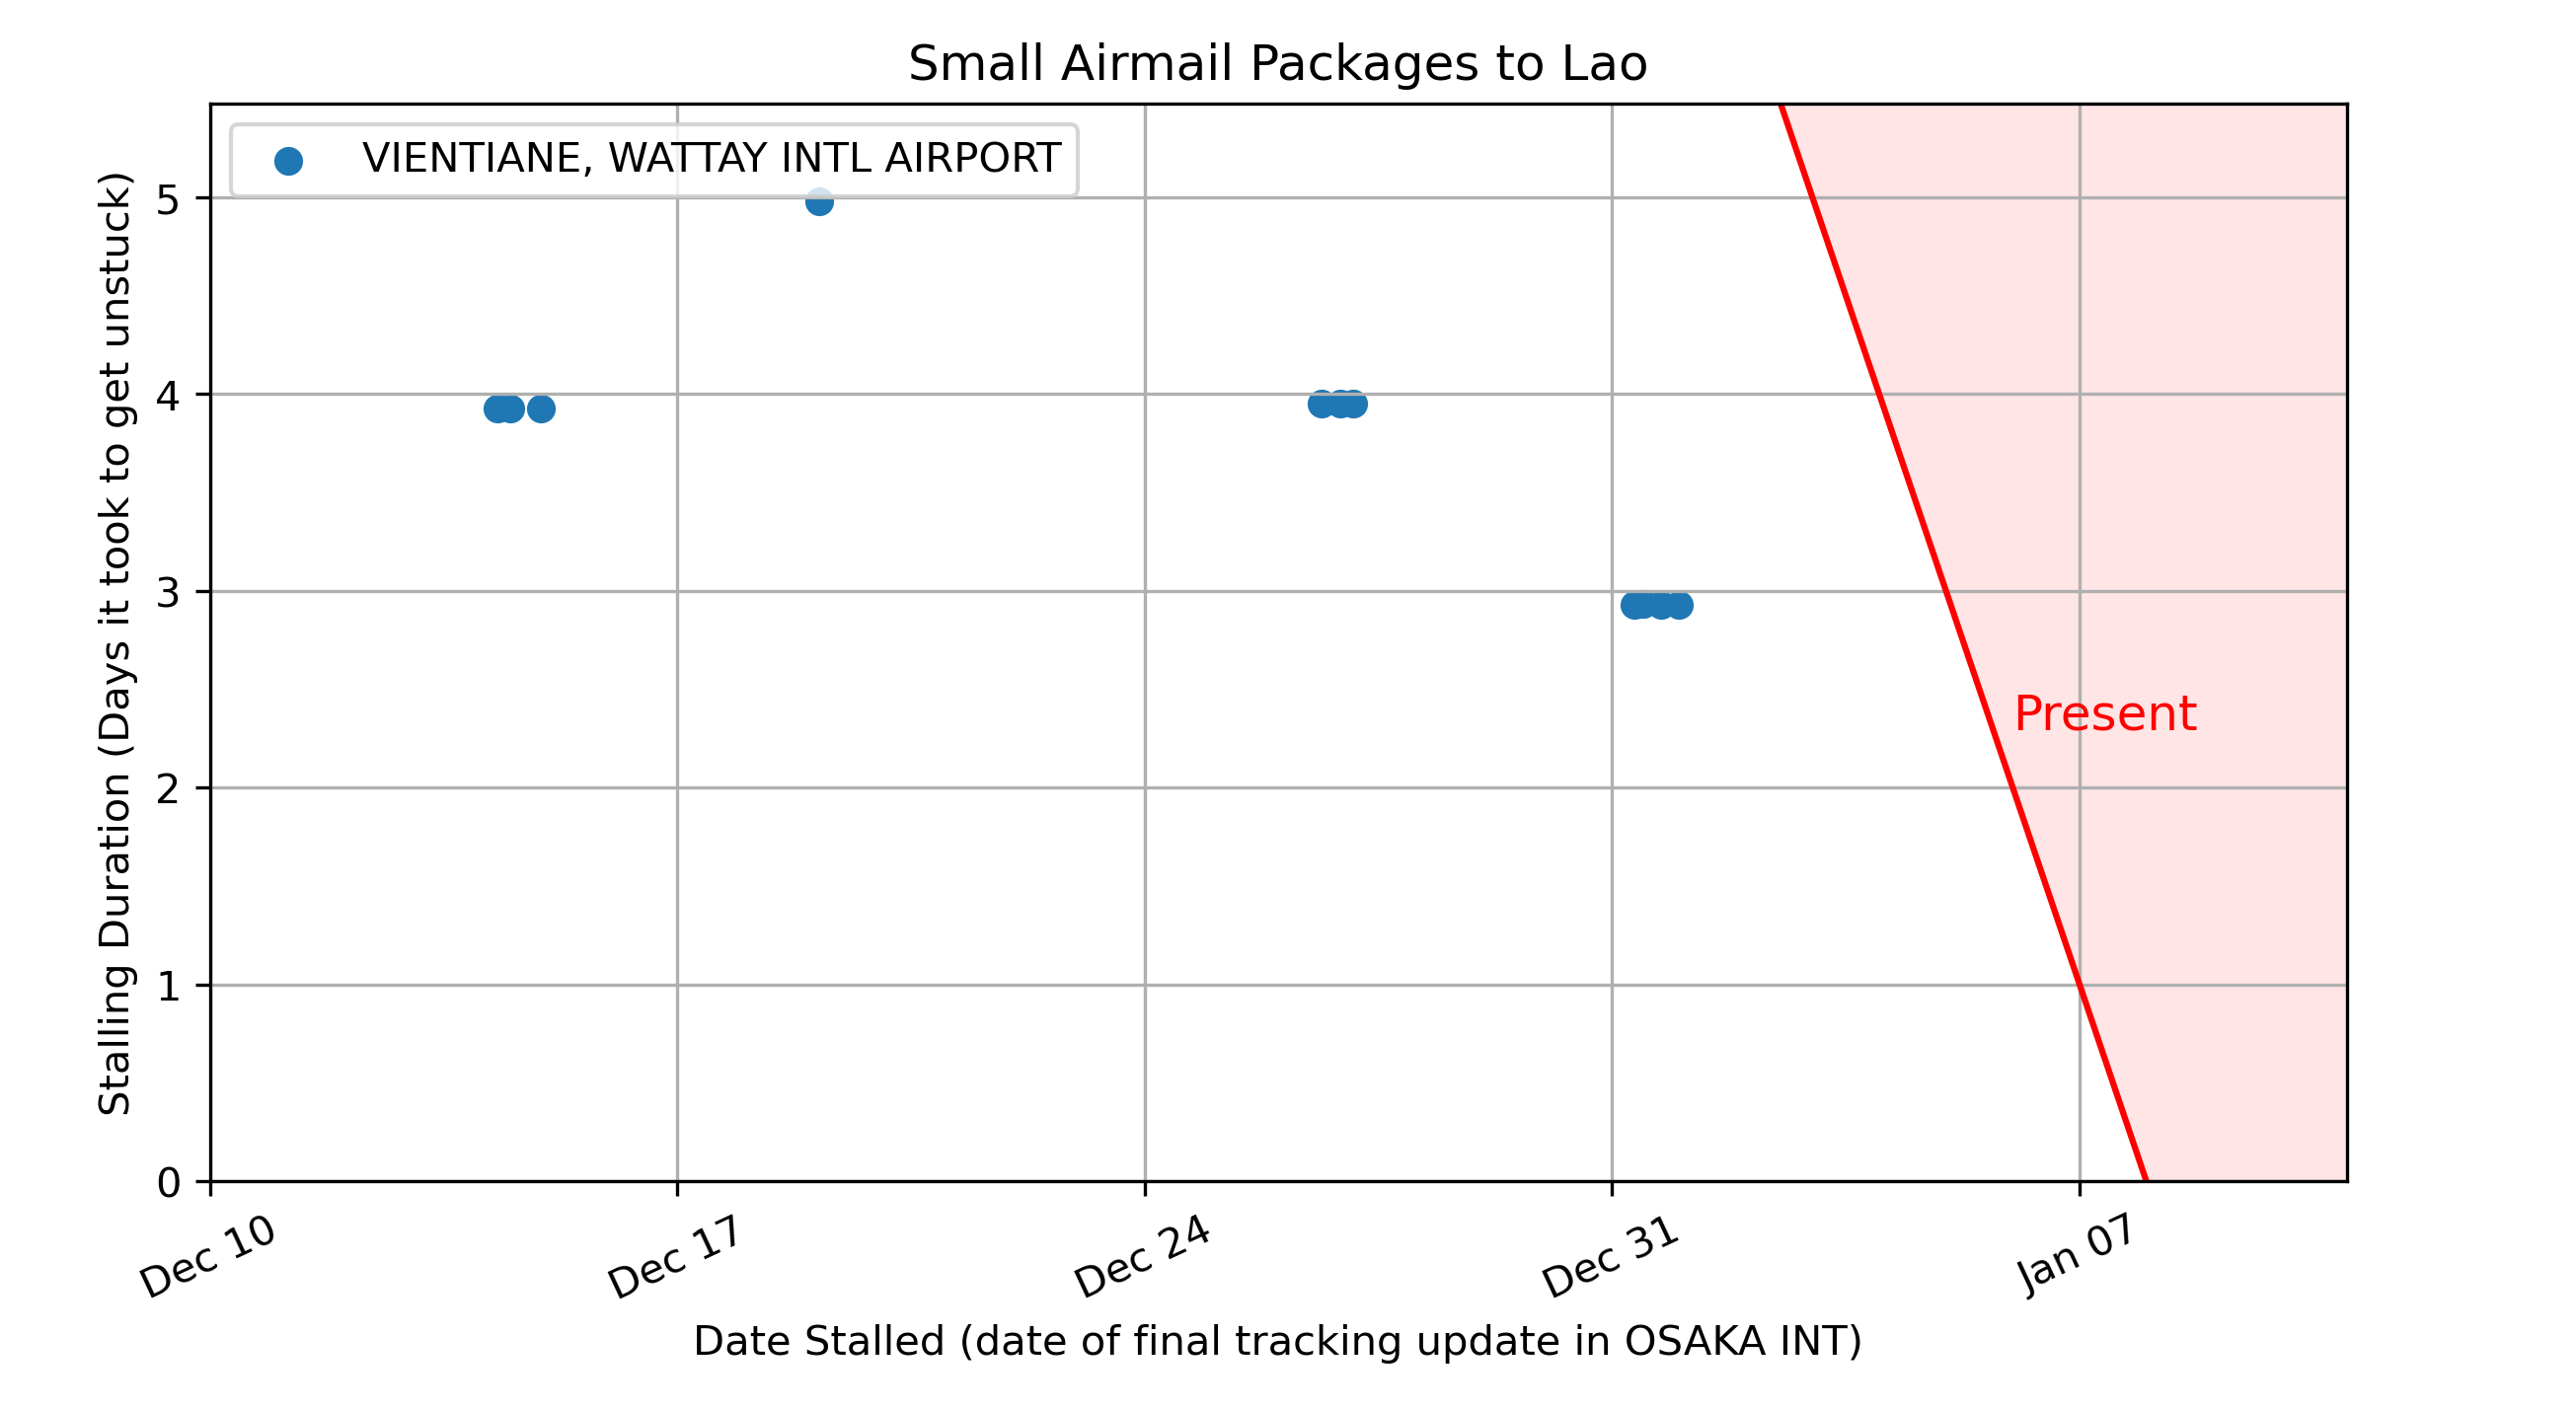 Small Airmail Packages to Lao
VIENTIANE, WATTAY INTL AIRPORT
Stalling Duration (Days it took to get unstuck)
5
4
3
2
1
0
Present
Dec 10
Dec 17
Dec 24
Dec 31
Jan 07
Date Stalled (date of final tracking update in OSAKA INT)